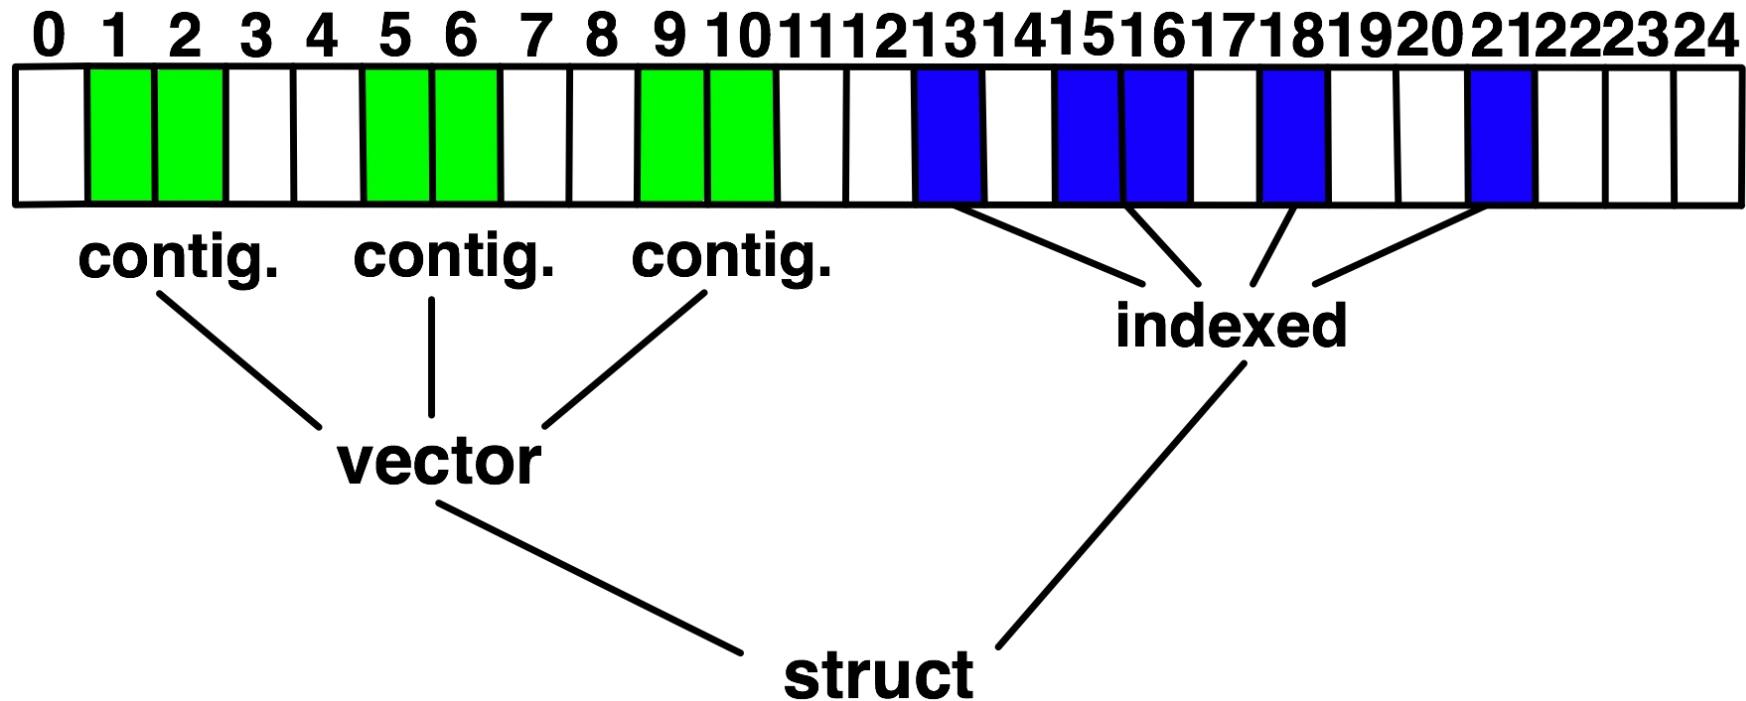 0 1 2 3 4 5 6 7 8 9 10 11 12 13 14 15 16 17 18 19 20 21 22 23 24
contig. contig. contig.
indexed
vector
struct